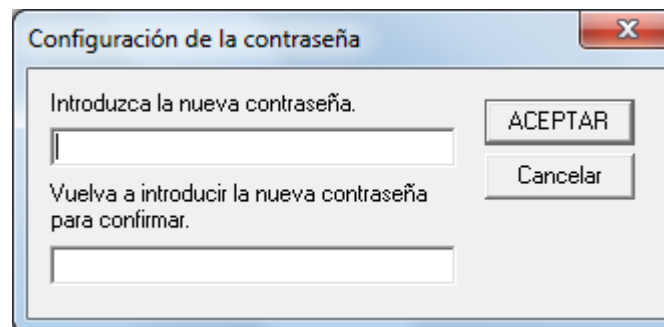 Configuración de la contraseña
Introduzca la nueva contraseña.
ACEPTAR
Cancelar
Vuelva a introducir la nueva contraseña
para confirmar.